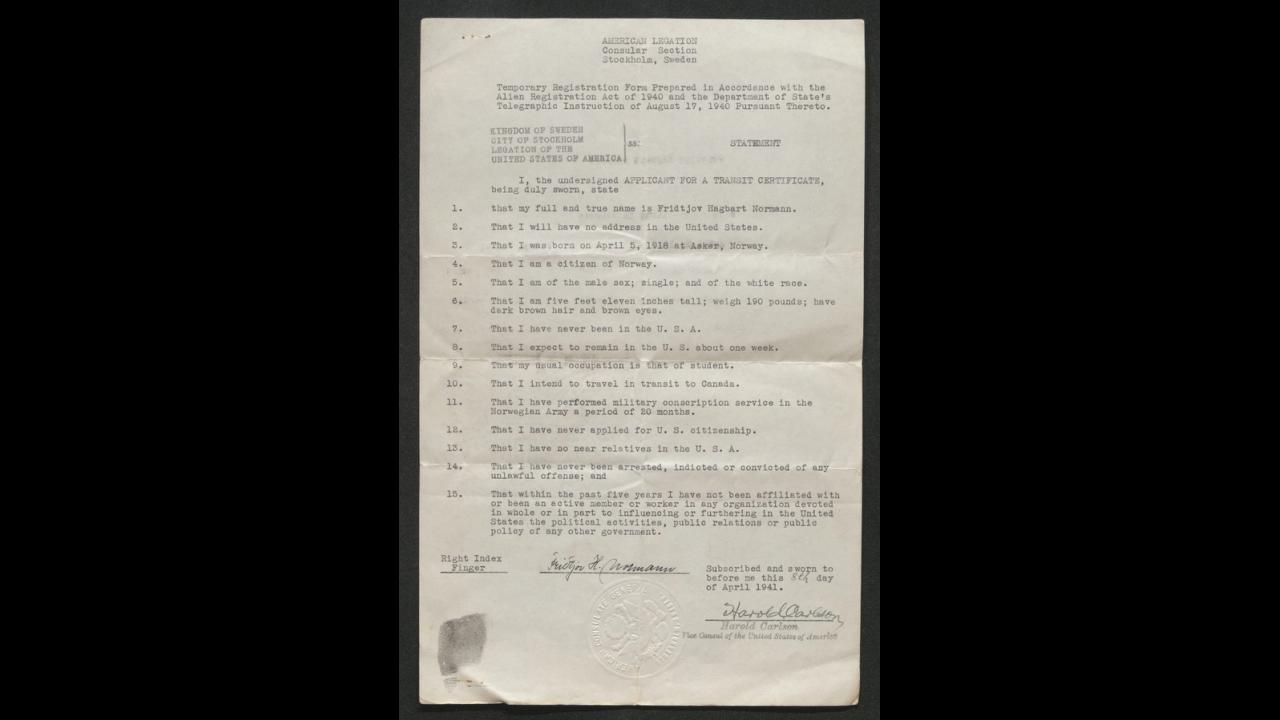 AMERICAN LEGATION
Consular Section
Stockholm, Sweden
Temporary Registration Form Prepared in Accordance with the
Alien Registration Act of 1940 and the Department of State's
Telegraphic Instruction of August 17, 1940 Pursuant Thereto.
KINGDOM OF SWEDEN
CITY OF STOCKHOLM
LEGATION OF THE
UNITED STATES OF AMERICA
SS:
STATEMENT
I, the undersigned APPLICANT FOR A TRANSIT CERTIFICATE,
being duly sworn, state
1. that my full and true name is Fridtjov Hagbart Normann.
2. That I will have no address in the United States.
3. That I was born on April 5, 1918 at Asker, Norway.
4. That I am a citizen of Norway.
5. That I am of the male sex; single; and of the white race.
6. That I am five feet eleven inches tall; weigh 190 pounds; have
dark brown hair and brown eyes.
7. That I have never been in the U. S. A.
8. That I expect to remain in the U. S. about one week.
9. That my usual occupation is that of student.
10. That I intend to travel in transit to Canada.
11. That I have performed military conscription service in the
Norwegian Army a period of 20 months.
12. That I have never applied for U. S. citizenship.
13. That I have no near relatives in the U. S. A.
14. That I have never been arrested, indicted or convicted of any
unlawful offense; and
15. That within the past five years I have not been affiliated with
or been an active member or worker in any organization devoted
in whole or in part to influencing or furthering in the United
States the political activities, public relations or public
policy of any other government.
Right Index
Finger
Fridtjov H. Normann
Subscribed and sworn to
before me this 8th day
of April 1941.
Harold Carlson
Harold Carlson
Vice Consul of the United States of America